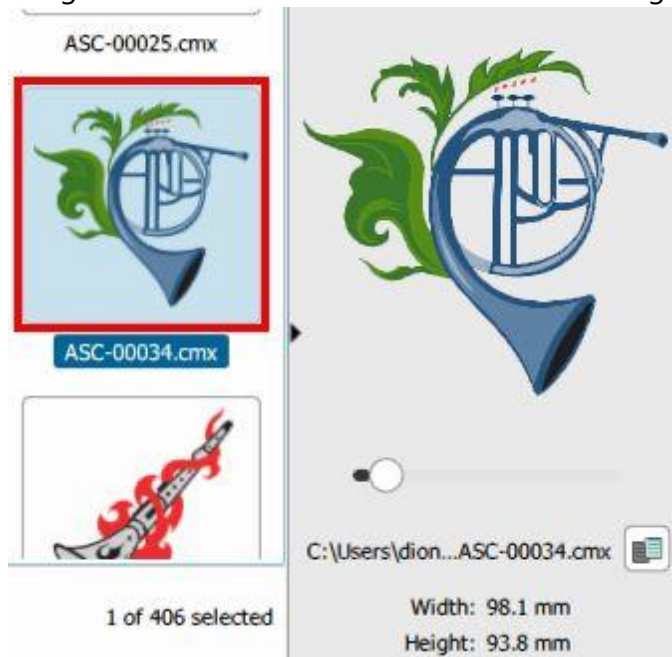 ASC-00025.cmx
ASC-00034.cmx
1 of 406 selected
C:\Users\dion...ASC-00034.cmx
Width: 98.1 mm
Height: 93.8 mm